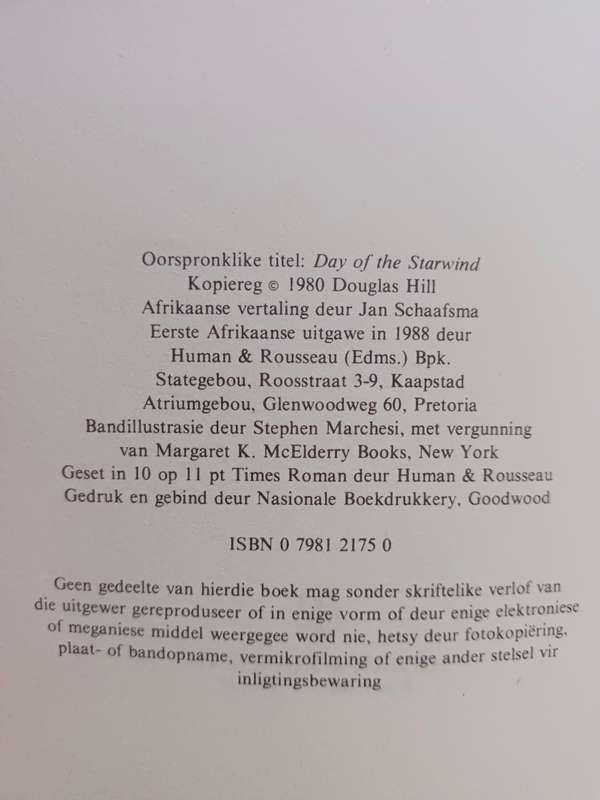 Oorspronklike titel: Day of the Starwind
Kopiereg © 1980 Douglas Hill
Afrikaanse vertaling deur Jan Schaafsma
Eerste Afrikaanse uitgawe in 1988 deur
Human & Rousseau (Edms.) Bpk.
Stategebou, Roosstraat 3-9, Kaapstad
Atriumgebou, Glenwoodweg 60, Pretoria
Bandillustrasie deur Stephen Marchesi, met vergunning
van Margaret K. McElderry Books, New York
Geset in 10 op 11 pt Times Roman deur Human & Rousseau
Gedruk en gebind deur Nasionale Boekdrukkery, Goodwood
ISBN 0 7981 2175 0
Geen gedeelte van hierdie boek mag sonder skriftelike verlof van
die uitgewer gereproduseer of in enige vorm of deur enige elektroniese
of meganiese middel weergegee word nie, hetsy deur fotokopiëring,
plaat- of bandopname, vermikrofilming of enige ander stelsel vir
inligtingsbewaring